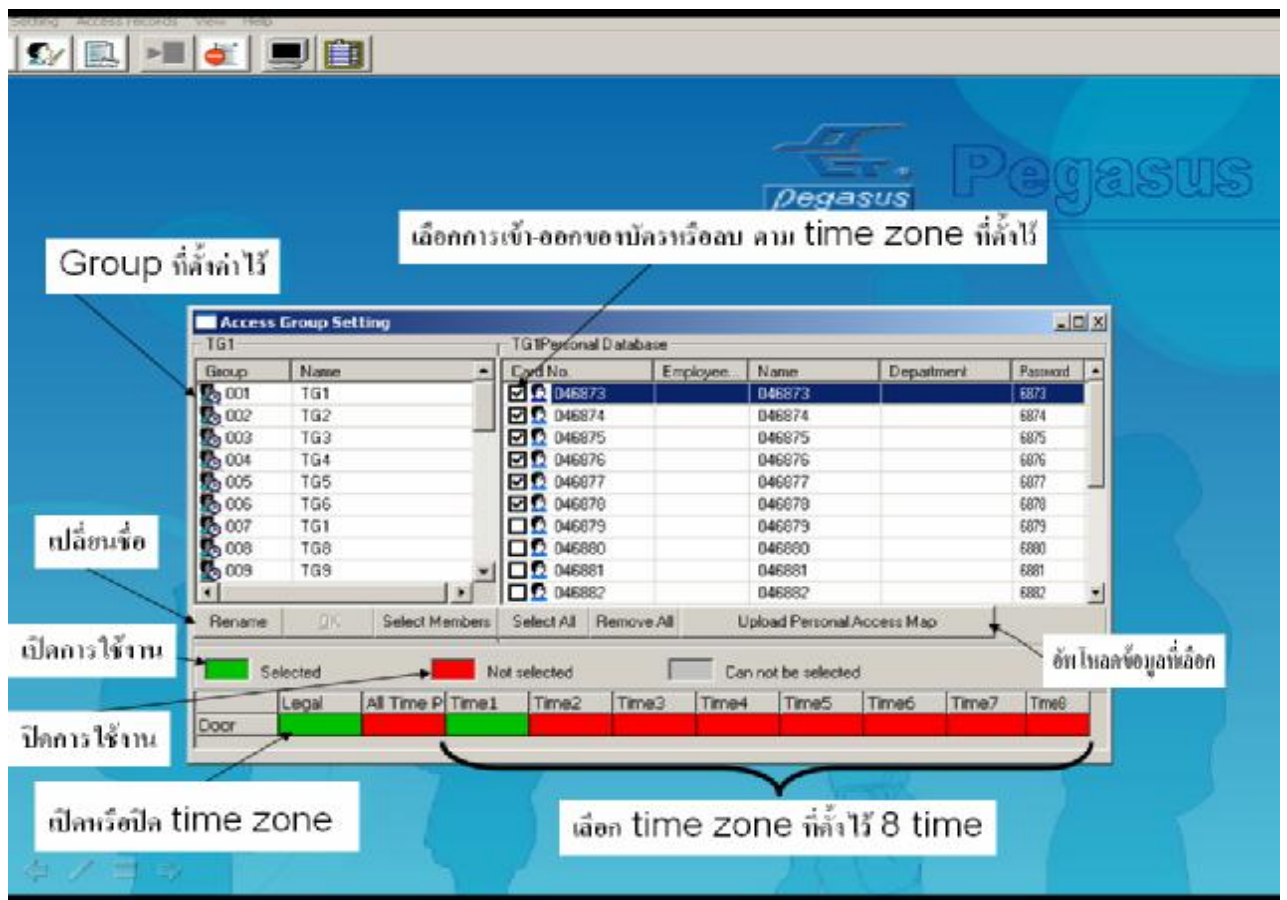 Setting Access records View Help
pegasus
Pegasus
เลือกการเข้า-ออกของบัตรหรือลบ ตาม time zone ที่ตั้งไว้
Group ที่ตั้งค่าไว้
Access Group Setting
TG1 TG1Personal Database
Group Name Card No. Employee... Name Department Password
001 TG1 046873 046873 6873
002 TG2 046874 046874 6874
003 TG3 046875 046875 6875
004 TG4 046876 046876 6876
005 TG5 046877 046877 6877
006 TG6 046878 046878 6878
007 TG1 046879 046879 6879
008 TG8 046880 046880 6880
009 TG9 046881 046881 6881
046882 046882 6882
เปลี่ยนชื่อ
Rename OK Select Members Select All Remove All Upload Personal Access Map
เปิดการใช้งาน
อัพโหลดข้อมูลที่เลือก
Selected Not selected Can not be selected
Legal All Time P Time1 Time2 Time3 Time4 Time5 Time6 Time7 Time8
Door
ปิดการใช้งาน
เปิดหรือปิด time zone
เลือก time zone ที่ตั้งไว้ 8 time